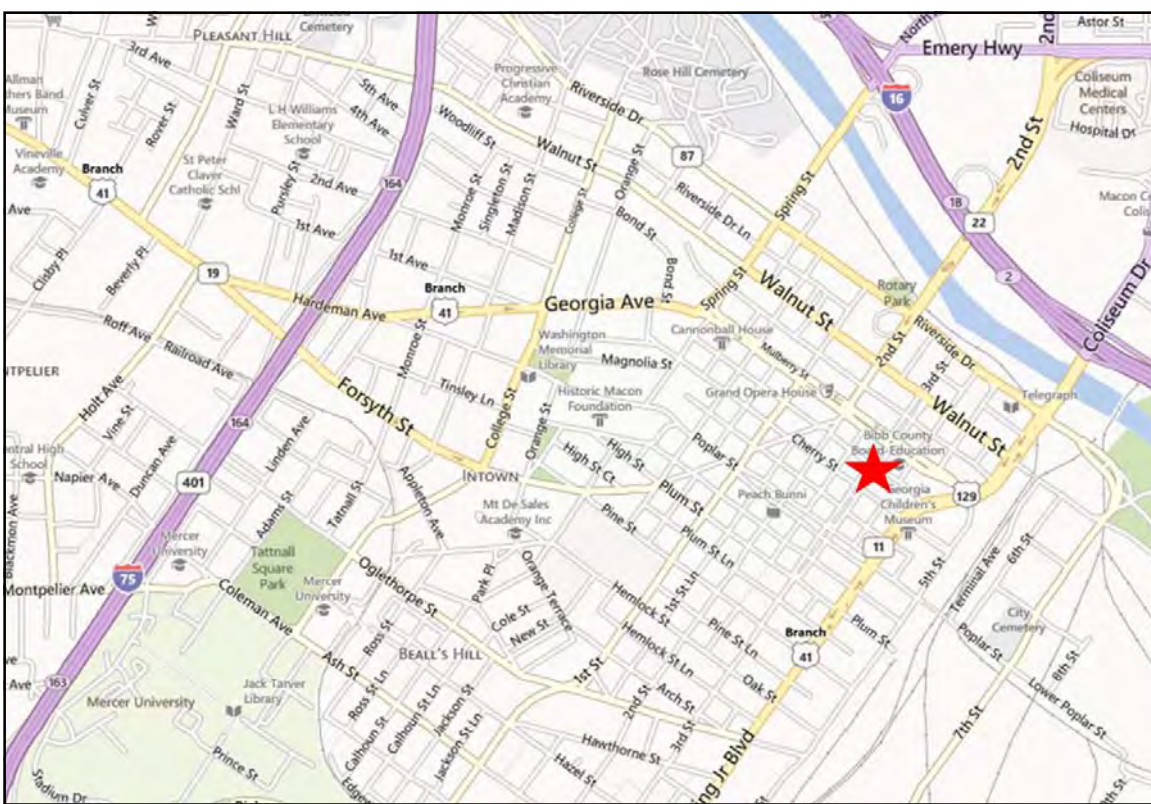 Cemetery
PLEASANT HILL
3rd Ave
Allman
thers Band
Museum
Culver St
Rover St
Ward St
5th Ave
4th Ave
L H Williams
Elementary
School
Progressive
Christian
Academy
Woodliff St
Rose Hill Cemetery
Riverside Dr
Walnut St
North
16
Emery Hwy
2nd
Astor St
Coliseum
Medical
Centers
Hospital Dr
Vineville
Academy
Branch
41
St Peter
Claver
Catholic Schl
Pursley St
2nd Ave
1st Ave
164
Monroe St
Singleton St
Madison St
College St
Orange St
87
Riverside Dr Ln
Bond St
Spring St
2nd St
18
22
Macon Ce
Colis
Ave
Clisby Pl
Beverly Pl
19
Hardeman Ave
1st Ave
Branch
41
Georgia Ave
Bond St
Spring St
Walnut St
Rotary
Park
2
Coliseum Dr
Roff Ave
Railroad Ave
NTPELIER
Holt Ave
Vine St
Forsyth St
Monroe St
Tinsley Ln
College St
Washington
Memorial
Library
Magnolia St
Historic Macon
Foundation
Cannonball House
Mulberry St
Grand Opera House
2nd St
3rd St
Riverside Dr
Telegraph
Walnut St
164
entral High
School
Napier Ave
Duncan Ave
401
Linden Ave
Adams St
Tatnall St
Appleton Ave
INTOWN
Orange St
High St
High St Ct
Poplar St
Cherry St
Bibb County
Board-Education
Georgia
Children's
Museum
129
Peach Bunni
Plum St
Plum St Ln
Pine St
Mt De Sales
Academy Inc
11
5th St
6th St
Terminal Ave
Blackmon Ave
Mercer
University
Tattnall
Square
Park
Mercer
University
75
Montpelier Ave
Coleman Ave
Oglethorpe St
Park Pl
Orange Terrace
Cole St
New St
Hemlock St
1st St Ln
Hemlock St Ln
Pine St Ln
Oak St
Branch
41
Plum St
City
Cemetery
Poplar St
8th St
Lower Poplar St
7th St
ve
Ave
163
Mercer University
Jack Tarver
Library
Ash St
Ross St
Ross St Ln
BEALL'S HILL
Calhoun St
Calhoun St Ln
Jackson St
Jackson St Ln
1st St
2nd St
Arch St
3rd St
Hawthorne St
Hazel St
ng Jr Blvd
Prince St
Stadium Dr
Edgew